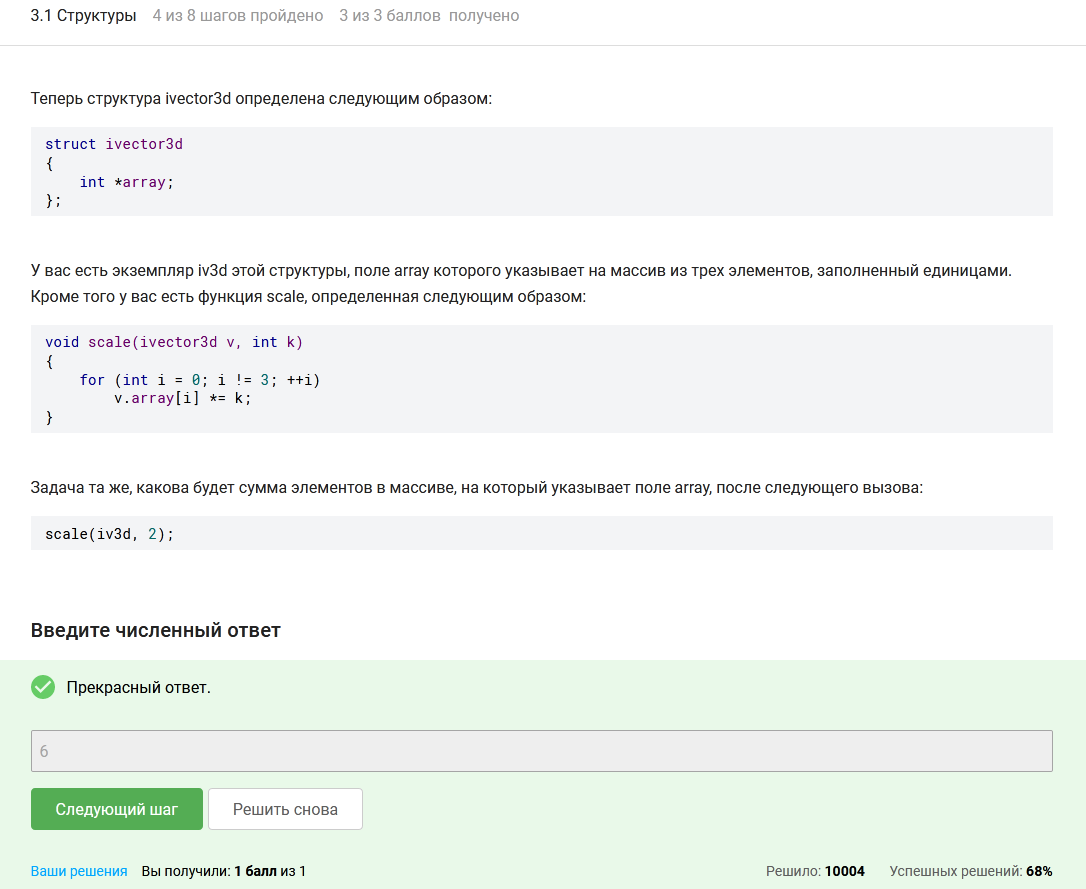 3.1 Структуры 4 из 8 шагов пройдено 3 из 3 баллов получено
Теперь структура ivector3d определена следующим образом:
struct ivector3d
{
    int *array;
};
У вас есть экземпляр iv3d этой структуры, поле array которого указывает на массив из трех элементов, заполненный единицами.
Кроме того у вас есть функция scale, определенная следующим образом:
void scale(ivector3d v, int k)
{
    for (int i = 0; i != 3; ++i)
        v.array[i] *= k;
}
Задача та же, какова будет сумма элементов в массиве, на который указывает поле array, после следующего вызова:
scale(iv3d, 2);
Введите численный ответ
Прекрасный ответ.
6
Следующий шаг Решить снова
Ваши решения Вы получили: 1 балл из 1 Решило: 10004 Успешных решений: 68%